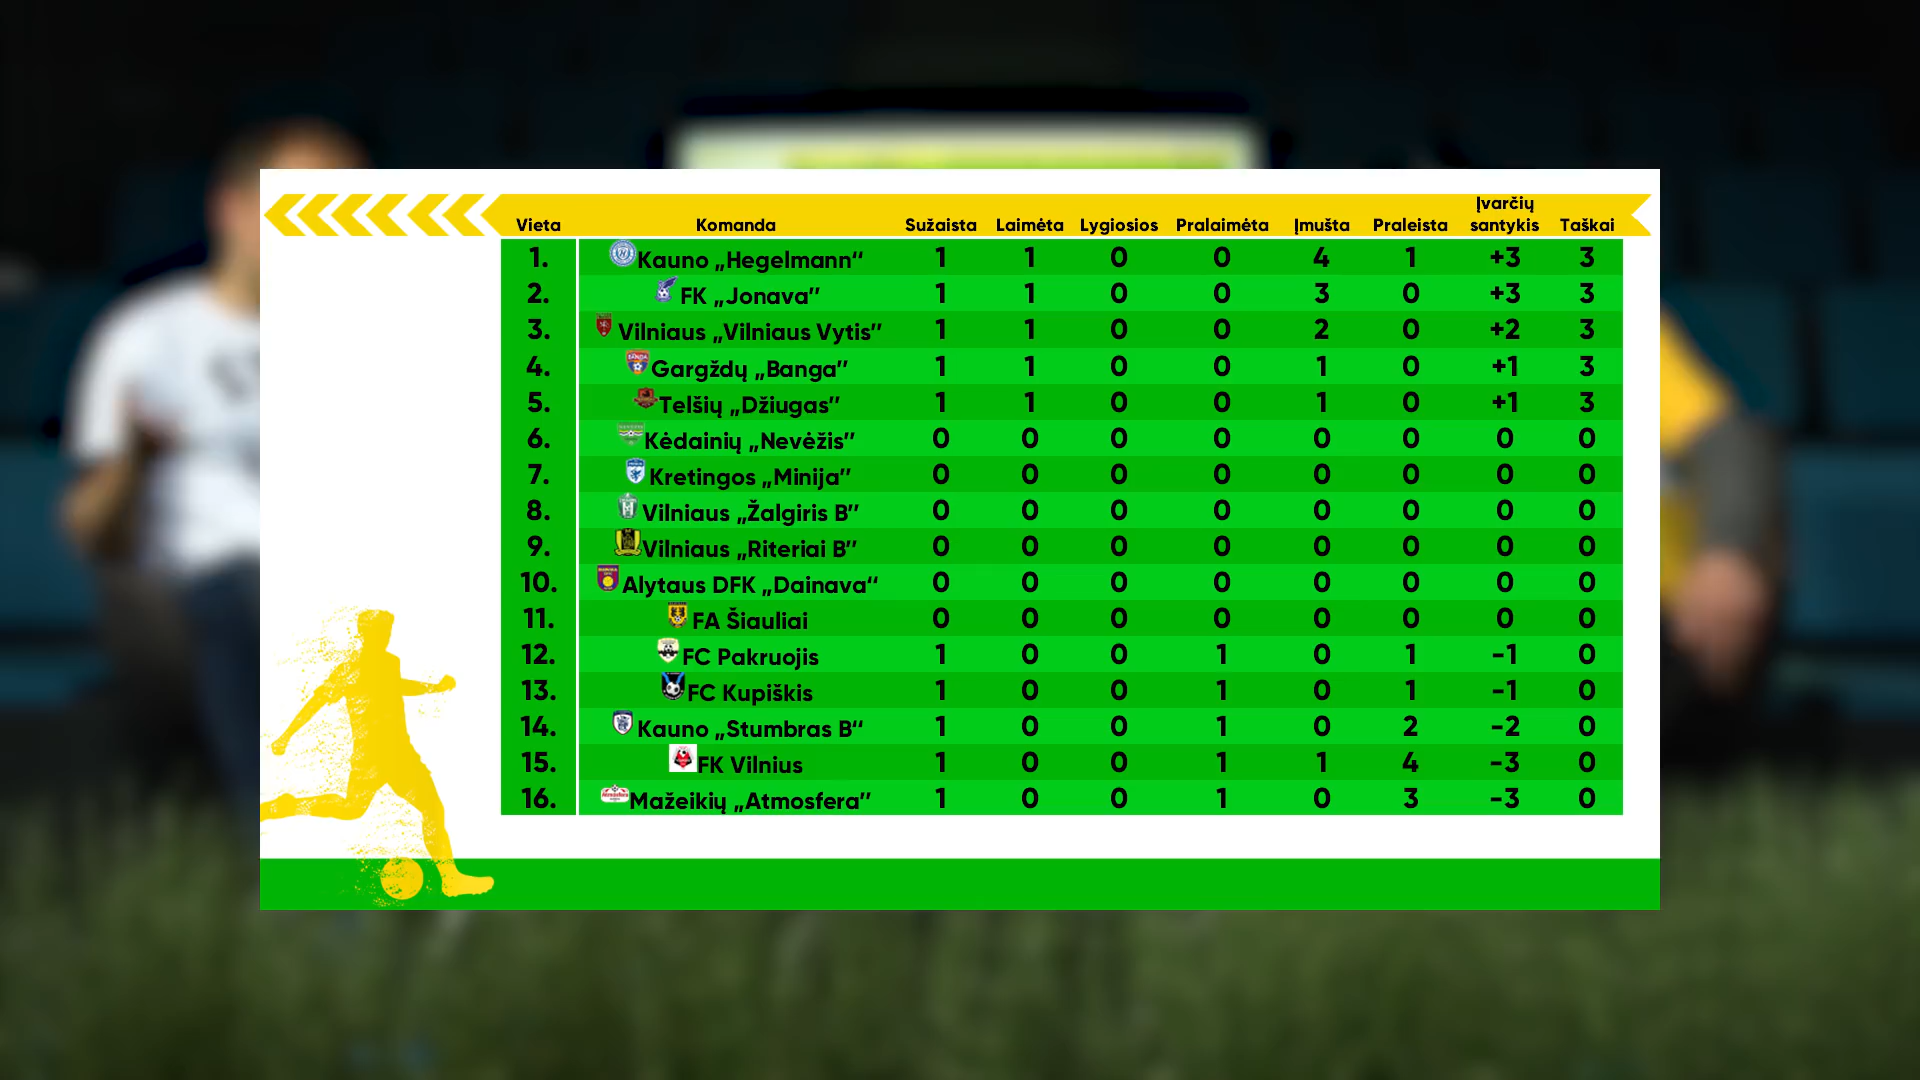 Vieta Komanda Sužaista Laimėta Lygiosios Pralaimėta Įmušta Praleista Įvarčių santykis Taškai
1. Kauno „Hegelmann“ 1 1 0 0 4 1 +3 3
2. FK „Jonava” 1 1 0 0 3 0 +3 3
3. Vilniaus „Vilniaus Vytis” 1 1 0 0 2 0 +2 3
4. Gargždų „Banga” 1 1 0 0 1 0 +1 3
5. Telšių „Džiugas” 1 1 0 0 1 0 +1 3
6. Kėdainių „Nevėžis” 0 0 0 0 0 0 0 0
7. Kretingos „Minija” 0 0 0 0 0 0 0 0
8. Vilniaus „Žalgiris B” 0 0 0 0 0 0 0 0
9. Vilniaus „Riteriai B” 0 0 0 0 0 0 0 0
10. Alytaus DFK „Dainava“ 0 0 0 0 0 0 0 0
11. FA Šiauliai 0 0 0 0 0 0 0 0
12. FC Pakruojis 1 0 0 1 0 1 -1 0
13. FC Kupiškis 1 0 0 1 0 1 -1 0
14. Kauno „Stumbras B“ 1 0 0 1 0 2 -2 0
15. FK Vilnius 1 0 0 1 1 4 -3 0
16. Mažeikių „Atmosfera” 1 0 0 1 0 3 -3 0